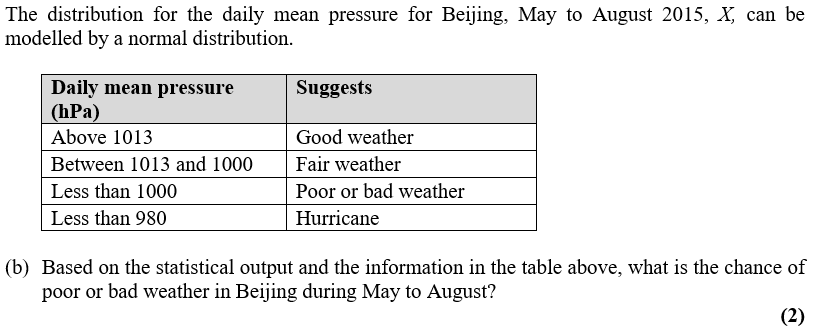 The distribution for the daily mean pressure for Beijing, May to August 2015, X, can be
modelled by a normal distribution.
Daily mean pressure Suggests
(hPa)
Above 1013 Good weather
Between 1013 and 1000 Fair weather
Less than 1000 Poor or bad weather
Less than 980 Hurricane
(b) Based on the statistical output and the information in the table above, what is the chance of
poor or bad weather in Beijing during May to August?
(2)